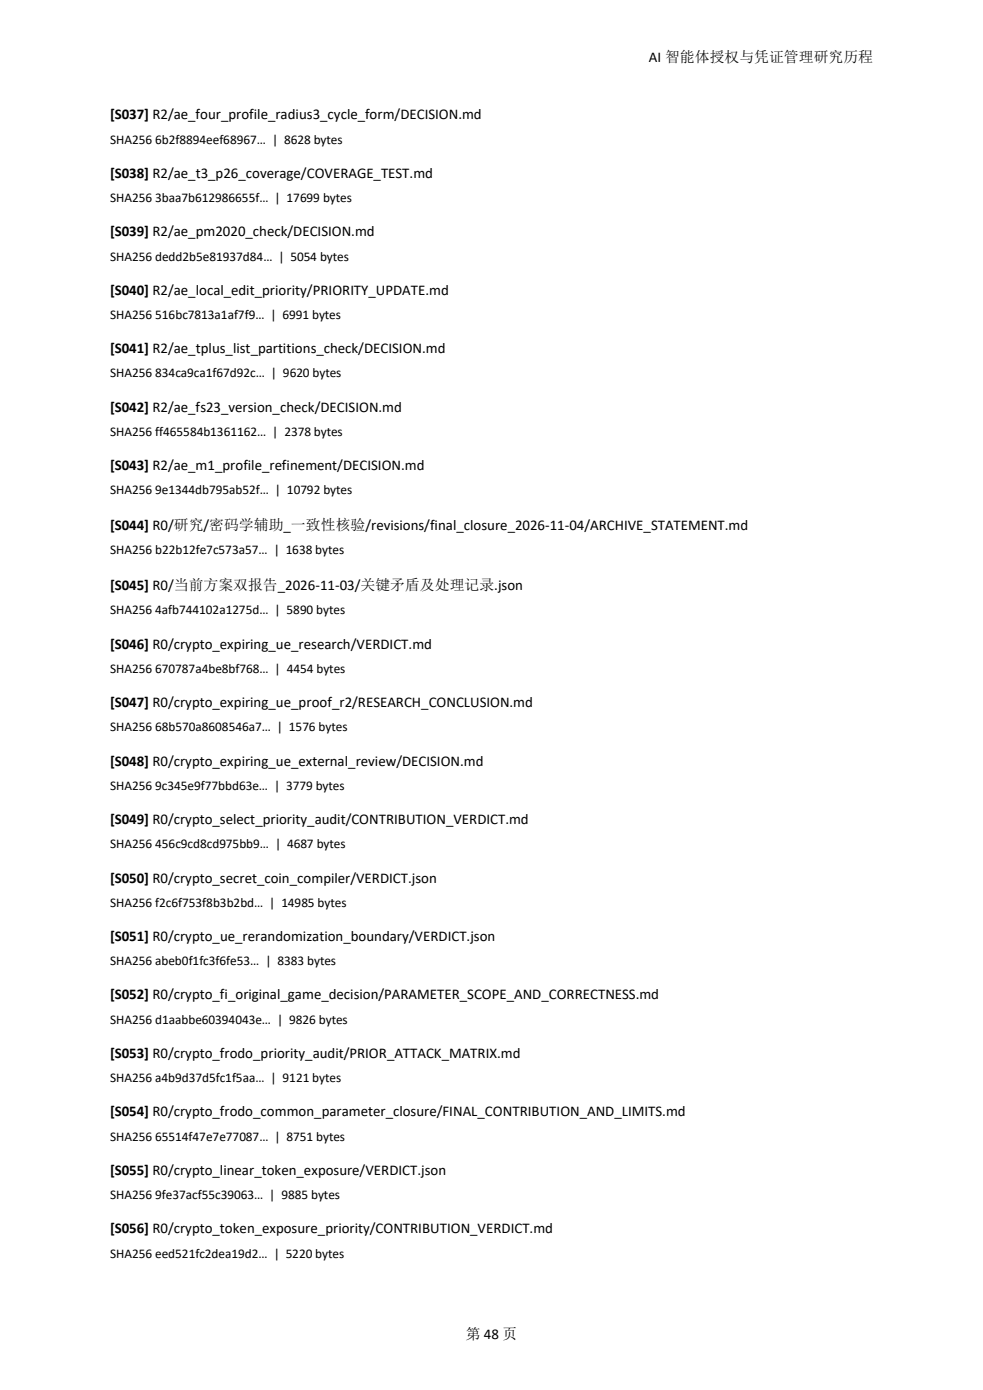 AI 智能体授权与凭证管理研究历程
[S037] R2/ae_four_profile_radius3_cycle_form/DECISION.md
SHA256 6b2f8894eef68967… | 8628 bytes
[S038] R2/ae_t3_p26_coverage/COVERAGE_TEST.md
SHA256 3baa7b612986655f… | 17699 bytes
[S039] R2/ae_pm2020_check/DECISION.md
SHA256 dedd2b5e81937d84… | 5054 bytes
[S040] R2/ae_local_edit_priority/PRIORITY_UPDATE.md
SHA256 516bc7813a1af7f9… | 6991 bytes
[S041] R2/ae_tplus_list_partitions_check/DECISION.md
SHA256 834ca9ca1f67d92c… | 9620 bytes
[S042] R2/ae_fs23_version_check/DECISION.md
SHA256 ff465584b1361162… | 2378 bytes
[S043] R2/ae_m1_profile_refinement/DECISION.md
SHA256 9e1344db795ab52f… | 10792 bytes
[S044] R0/研究/密码学辅助_一致性核验/revisions/final_closure_2026-11-04/ARCHIVE_STATEMENT.md
SHA256 b22b12fe7c573a57… | 1638 bytes
[S045] R0/当前方案双报告_2026-11-03/关键矛盾及处理记录.json
SHA256 4afb744102a1275d… | 5890 bytes
[S046] R0/crypto_expiring_ue_research/VERDICT.md
SHA256 670787a4be8bf768… | 4454 bytes
[S047] R0/crypto_expiring_ue_proof_r2/RESEARCH_CONCLUSION.md
SHA256 68b570a8608546a7… | 1576 bytes
[S048] R0/crypto_expiring_ue_external_review/DECISION.md
SHA256 9c345e9f77bbd63e… | 3779 bytes
[S049] R0/crypto_select_priority_audit/CONTRIBUTION_VERDICT.md
SHA256 456c9cd8cd975bb9… | 4687 bytes
[S050] R0/crypto_secret_coin_compiler/VERDICT.json
SHA256 f2c6f753f8b3b2bd… | 14985 bytes
[S051] R0/crypto_ue_rerandomization_boundary/VERDICT.json
SHA256 abeb0f1fc3f6fe53… | 8383 bytes
[S052] R0/crypto_fi_original_game_decision/PARAMETER_SCOPE_AND_CORRECTNESS.md
SHA256 d1aabbe60394043e… | 9826 bytes
[S053] R0/crypto_frodo_priority_audit/PRIOR_ATTACK_MATRIX.md
SHA256 a4b9d37d5fc1f5aa… | 9121 bytes
[S054] R0/crypto_frodo_common_parameter_closure/FINAL_CONTRIBUTION_AND_LIMITS.md
SHA256 65514f47e7e77087… | 8751 bytes
[S055] R0/crypto_linear_token_exposure/VERDICT.json
SHA256 9fe37acf55c39063… | 9885 bytes
[S056] R0/crypto_token_exposure_priority/CONTRIBUTION_VERDICT.md
SHA256 eed521fc2dea19d2… | 5220 bytes
第 48 页